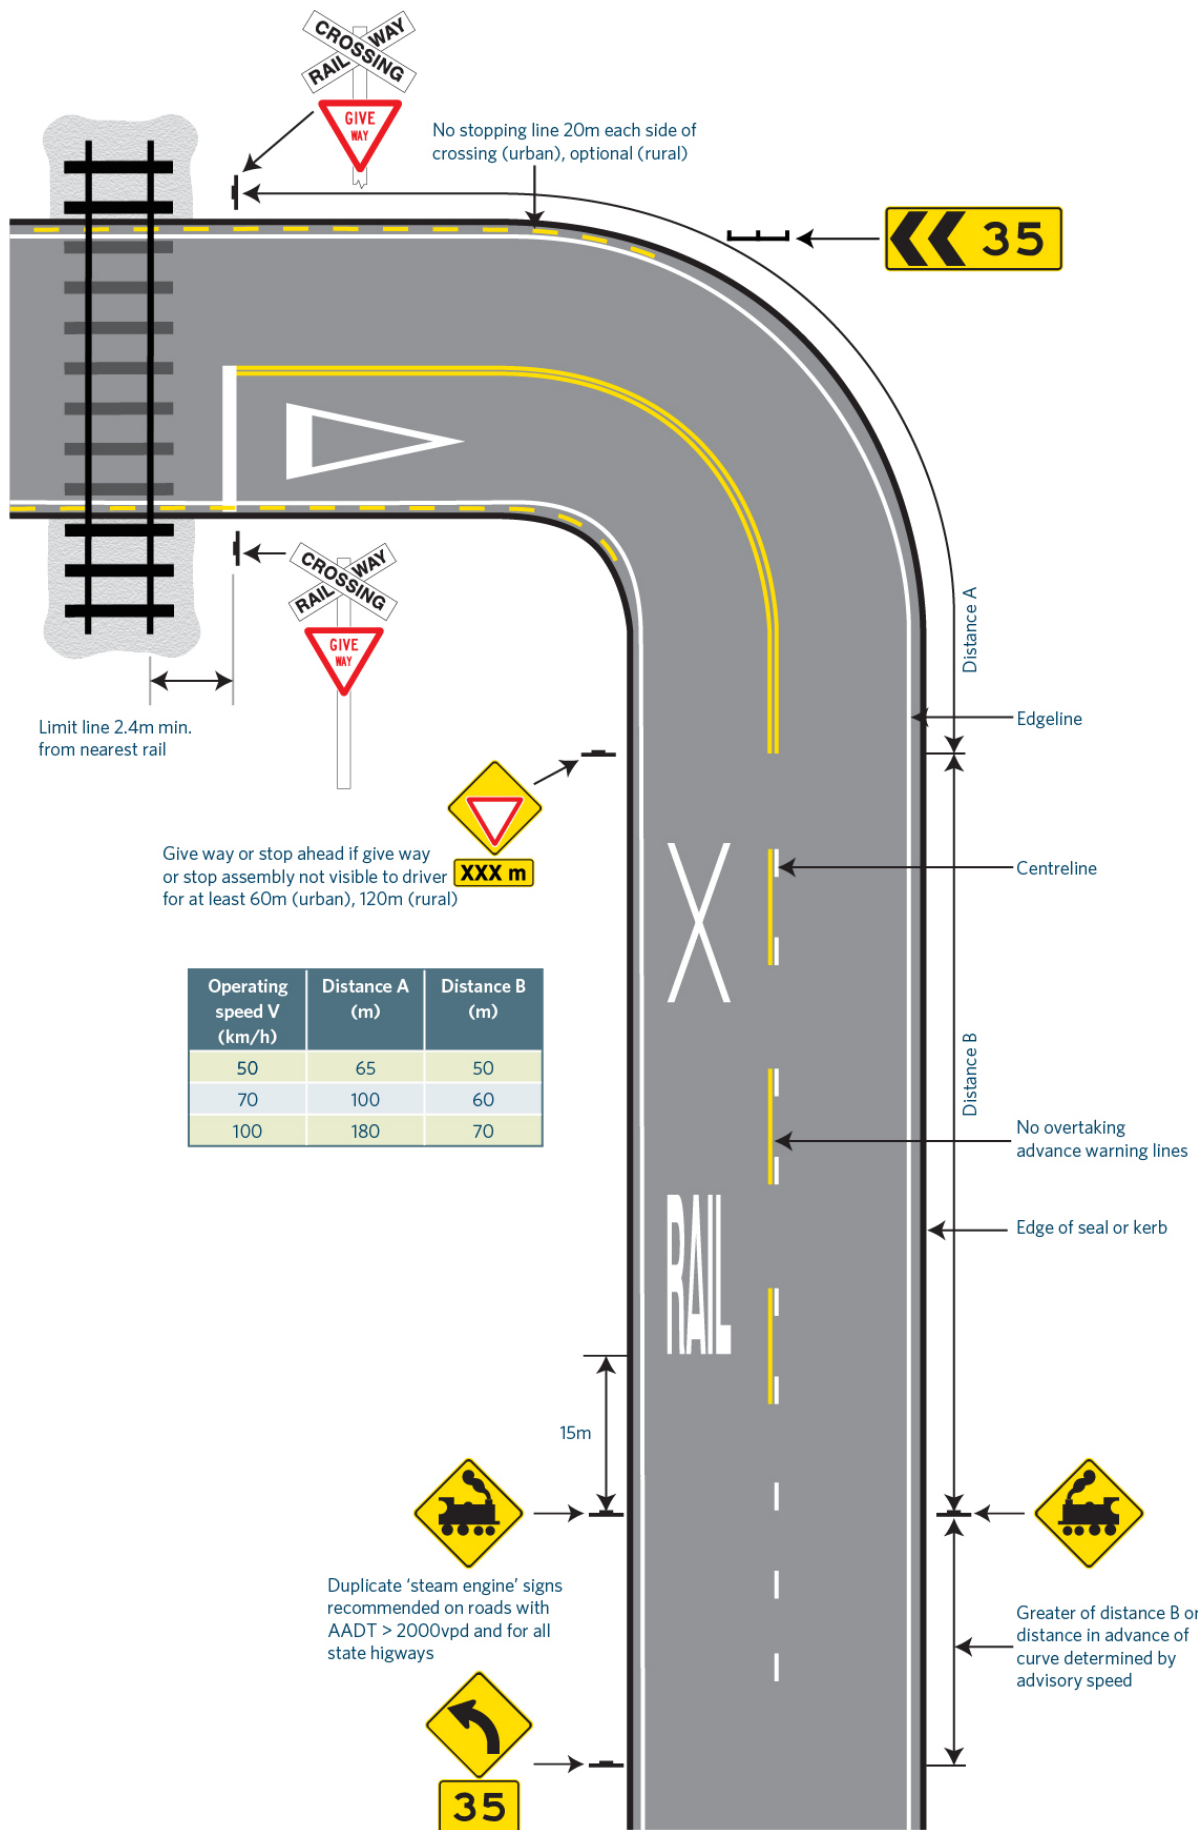 CROSSING
RAIL WAY
GIVE
WAY
No stopping line 20m each side of
crossing (urban), optional (rural)
35
CROSSING
RAIL WAY
GIVE
WAY
Distance A
Limit line 2.4m min.
from nearest rail
Edgeline
Give way or stop ahead if give way
or stop assembly not visible to driver
for at least 60m (urban), 120m (rural)
XXX m
Centreline
Operating speed V (km/h) Distance A (m) Distance B (m)
50 65 50
70 100 60
100 180 70
Distance B
No overtaking
advance warning lines
RAIL
Edge of seal or kerb
15m
Duplicate ‘steam engine’ signs
recommended on roads with
AADT > 2000vpd and for all
state higways
Greater of distance B or
distance in advance of
curve determined by
advisory speed
35